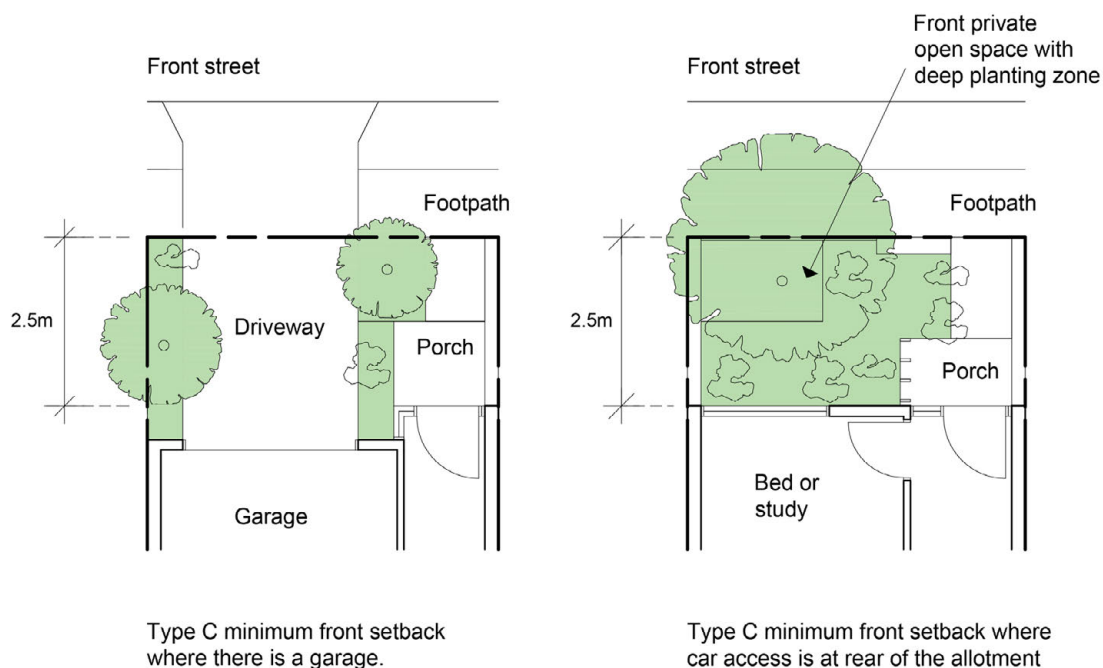 Front street
Footpath
2.5m
Driveway
Porch
Garage
Type C minimum front setback
where there is a garage.
Front private
open space with
deep planting zone
Front street
Footpath
2.5m
Porch
Bed or
study
Type C minimum front setback where
car access is at rear of the allotment